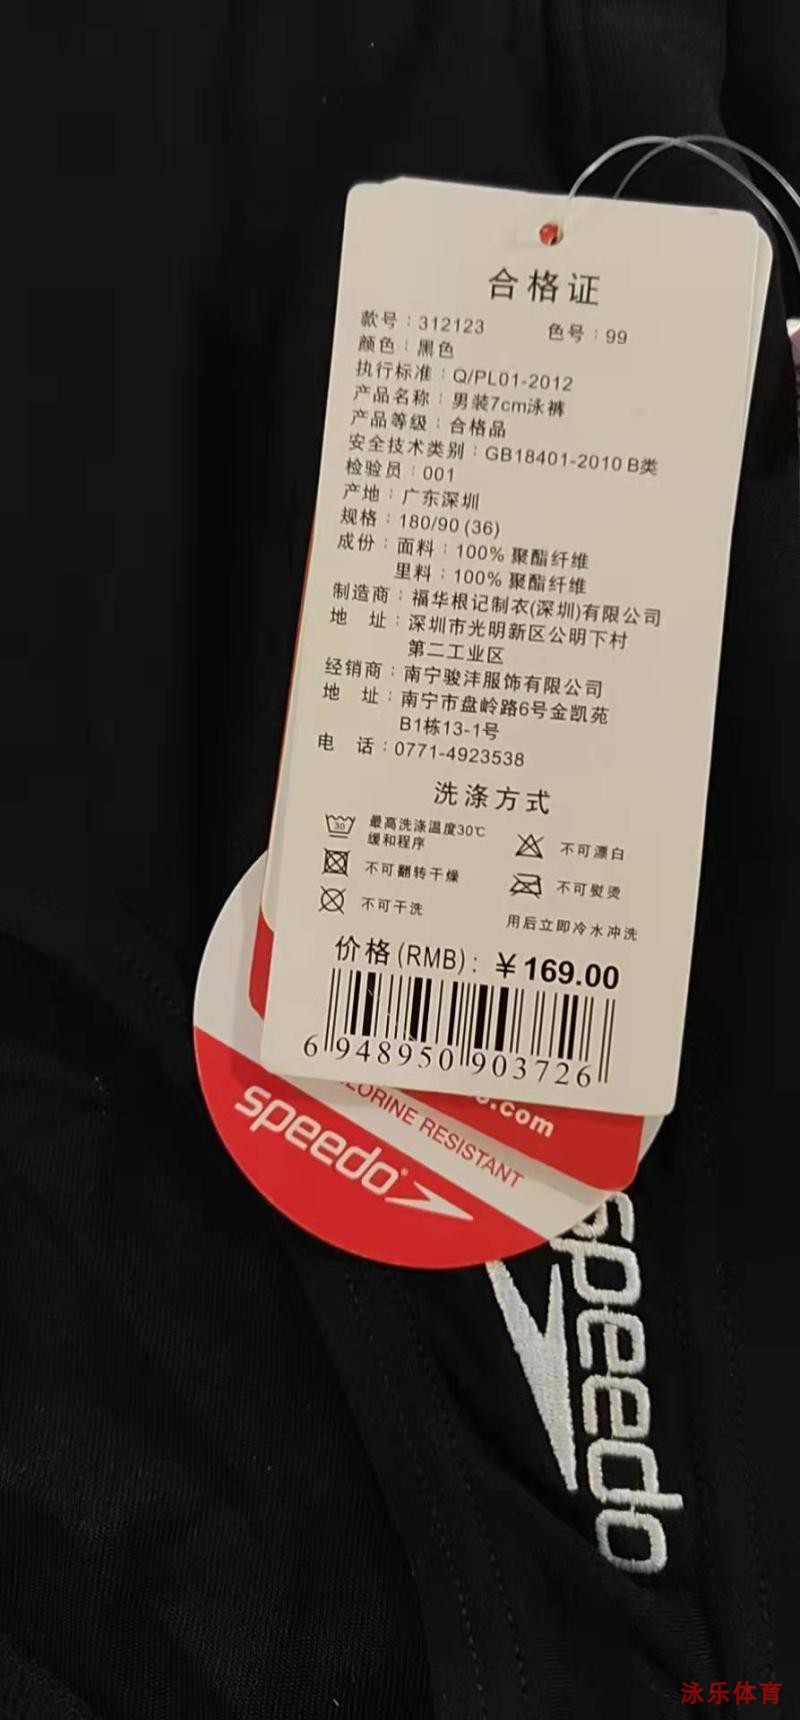 合格证
款号：312123 色号：99
颜色：黑色
执行标准：Q/PL01-2012
产品名称：男装7cm泳裤
产品等级：合格品
安全技术类别：GB18401-2010 B类
检验员：001
产地：广东深圳
规格：180/90 (36)
成份：面料：100% 聚酯纤维
里料：100% 聚酯纤维
制造商：福华根记制衣(深圳)有限公司
地 址：深圳市光明新区公明下村
第二工业区
经销商：南宁骏沣服饰有限公司
地 址：南宁市盘岭路6号金凯苑
B1栋13-1号
电 话：0771-4923538
洗涤方式
30 最高洗涤温度30℃
缓和程序
不可漂白
不可翻转干燥
不可熨烫
不可干洗
用后立即冷水冲洗
价格(RMB)：￥169.00
6 948950 903726
.com
RESISTANT
speedo
speedo
泳乐体育